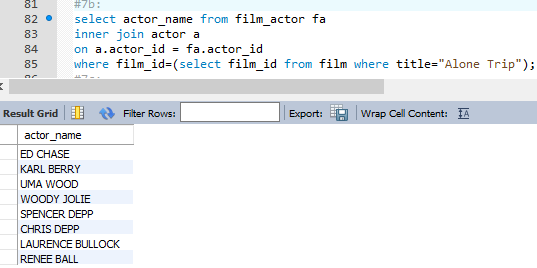 81 #7b:
82 select actor_name from film_actor fa
83 inner join actor a
84 on a.actor_id = fa.actor_id
85 where film_id=(select film_id from film where title="Alone Trip");
Result Grid Filter Rows: Export: Wrap Cell Content: IA
actor_name
ED CHASE
KARL BERRY
UMA WOOD
WOODY JOLIE
SPENCER DEPP
CHRIS DEPP
LAURENCE BULLOCK
RENEE BALL